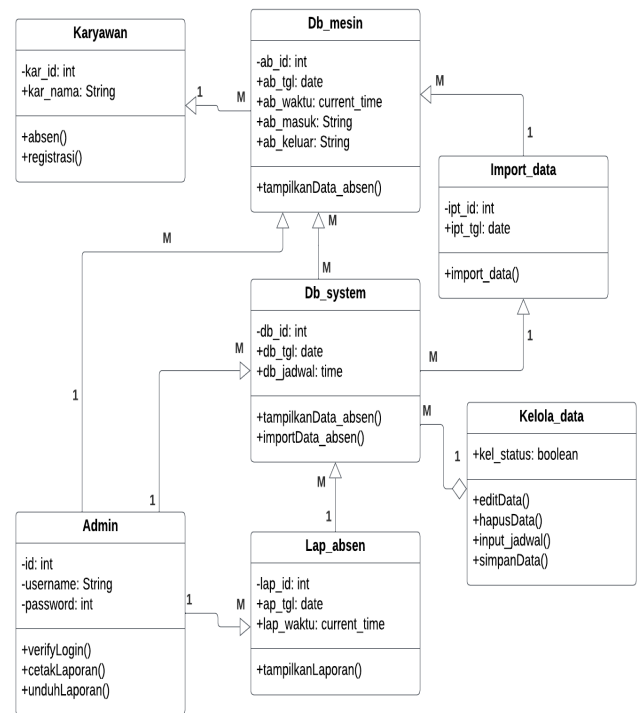 Karyawan
-kar_id: int
+kar_nama: String
+absen()
+registrasi()
1
M
Db_mesin
-ab_id: int
+ab_tgl: date
+ab_waktu: current_time
+ab_masuk: String
+ab_keluar: String
+tampilkanData_absen()
M
1
Import_data
-ipt_id: int
+ipt_tgl: date
+import_data()
M
M
M
Db_system
-db_id: int
+db_tgl: date
+db_jadwal: time
+tampilkanData_absen()
+importData_absen()
1
M
M
1
M
1
Kelola_data
+kel_status: boolean
+editData()
+hapusData()
+input_jadwal()
+simpanData()
1
M
1
Admin
-id: int
-username: String
-password: int
+verifyLogin()
+cetakLaporan()
+unduhLaporan()
1
M
Lap_absen
-lap_id: int
+ap_tgl: date
+lap_waktu: current_time
+tampilkanLaporan()